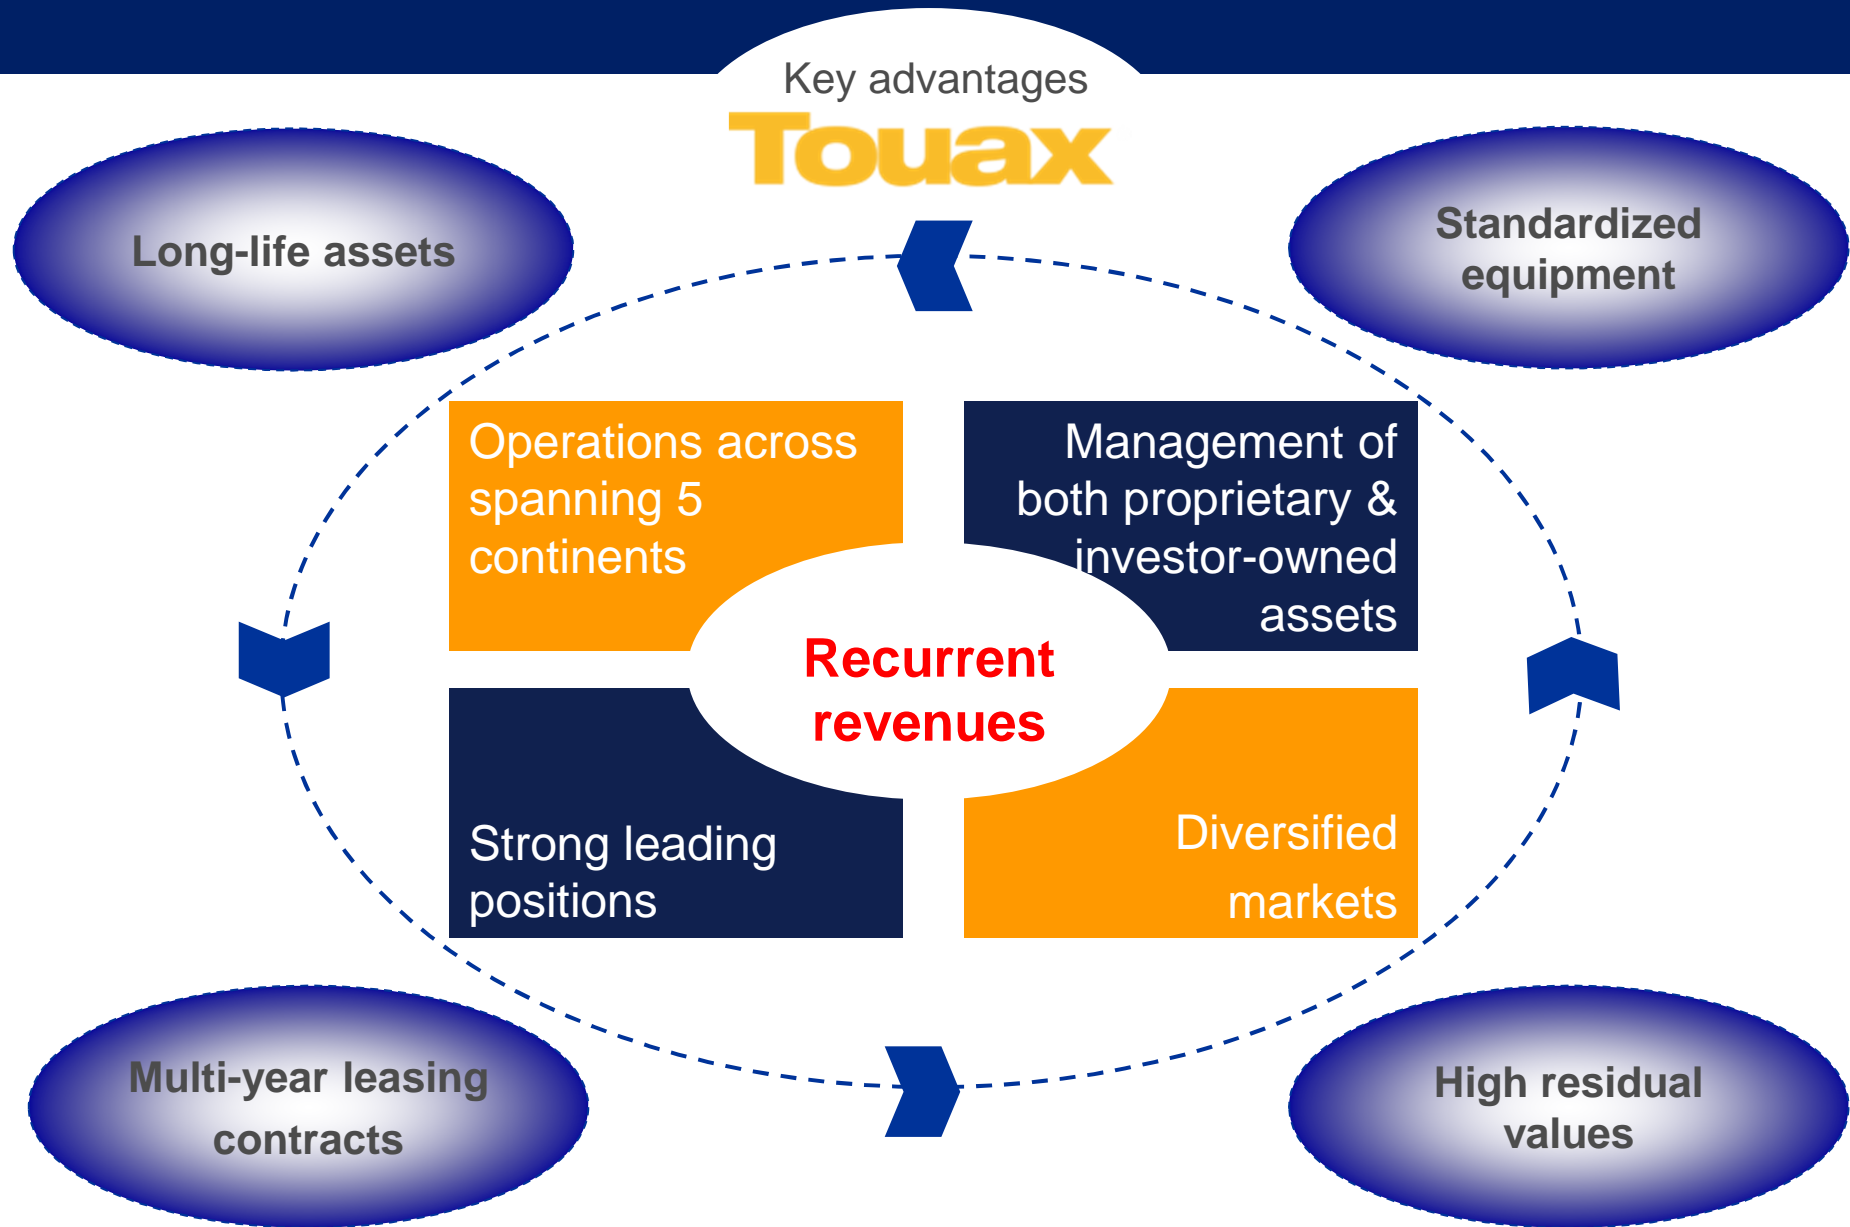 Key advantages
Touax
Long-life assets
Standardized
equipment
Operations across
spanning 5
continents
Management of
both proprietary &
investor-owned
assets
Recurrent
revenues
Strong leading
positions
Diversified
markets
Multi-year leasing
contracts
High residual
values